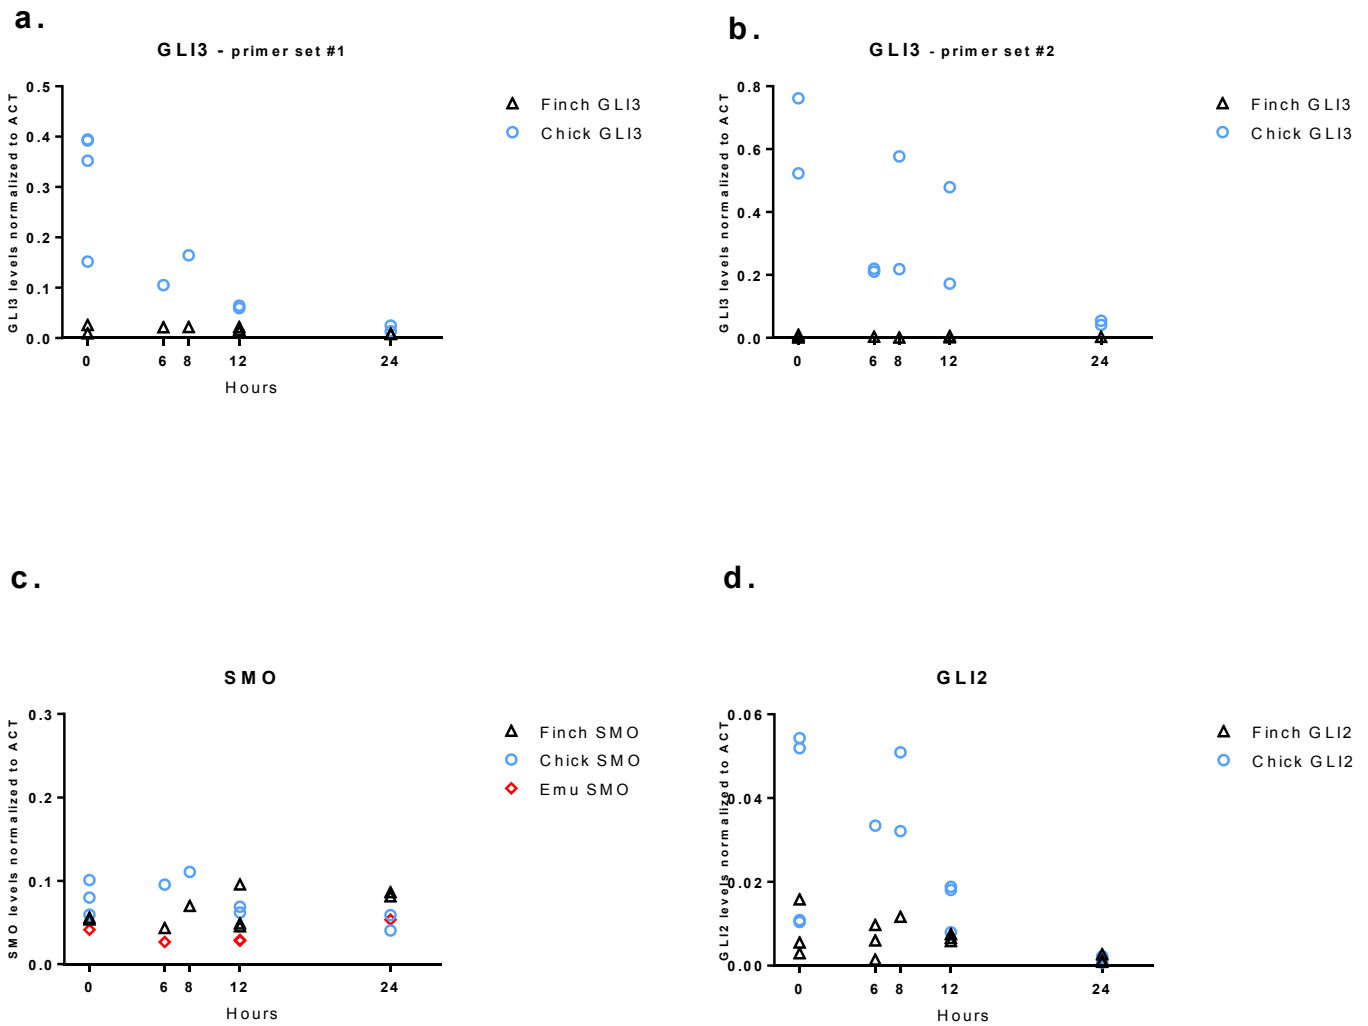 a.
GLI3 - primer set #1
GLI3 levels normalized to ACT
0.5
0.4
0.3
0.2
0.1
0.0
0 6 8 12 24
Hours
Finch GLI3
Chick GLI3
b.
GLI3 - primer set #2
GLI3 levels normalized to ACT
0.8
0.6
0.4
0.2
0.0
0 6 8 12 24
Finch GLI3
Chick GLI3
c.
SMO
SMO levels normalized to ACT
0.3
0.2
0.1
0.0
0 6 8 12 24
Hours
Finch SMO
Chick SMO
Emu SMO
d.
GLI2
GLI2 levels normalized to ACT
0.06
0.04
0.02
0.00
0 6 8 12 24
Hours
Finch GLI2
Chick GLI2